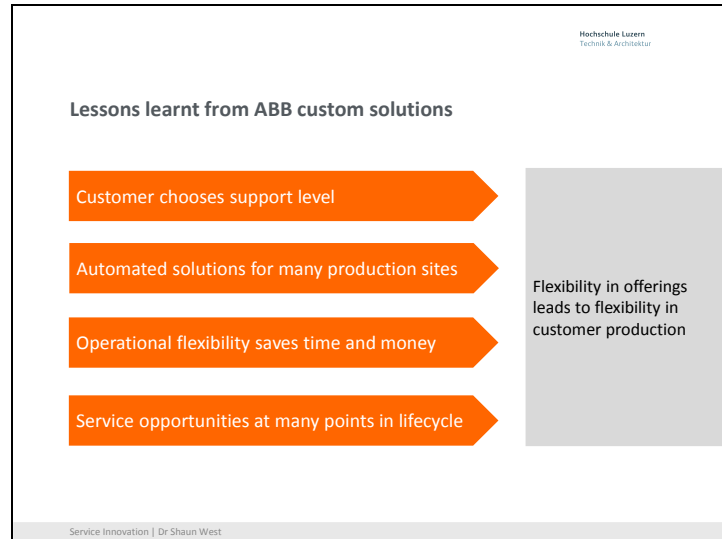 Hochschule Luzern
Technik & Architektur
Lessons learnt from ABB custom solutions
Customer chooses support level
Automated solutions for many production sites
Operational flexibility saves time and money
Service opportunities at many points in lifecycle
Flexibility in offerings
leads to flexibility in
customer production
Service Innovation | Dr Shaun West